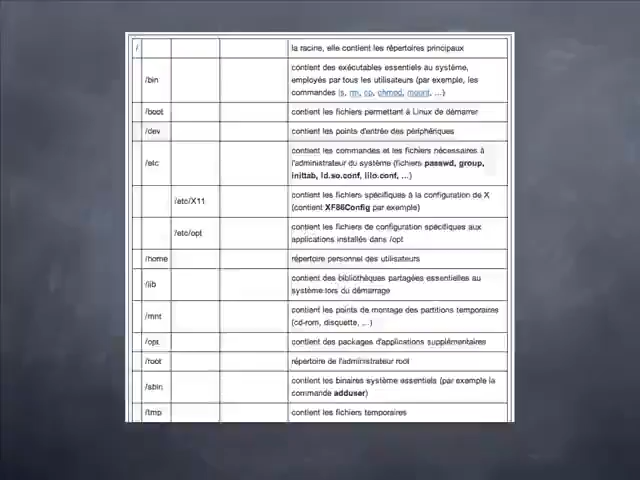 / la racine, elle contient les répertoires principaux
/bin contient des exécutables essentiels au système,
employés par tous les utilisateurs (par exemple, les
commandes ls, rm, cp, chmod, mount, ...)
/boot contient les fichiers permettant à Linux de démarrer
/dev contient les points d'entrée des périphériques
/etc contient les commandes et les fichiers nécessaires à
l'administrateur du système (fichiers passwd, group,
inittab, ld.so.conf, lilo.conf, ...)
/etc/X11 contient les fichiers spécifiques à la configuration de X
(contient XF86Config par exemple)
/etc/opt contient les fichiers de configuration spécifiques aux
applications installés dans /opt
/home répertoire personnel des utilisateurs
/lib contient des bibliothèques partagées essentielles au
système lors du démarrage
/mnt contient les points de montage des partitions temporaires
(cd-rom, disquette, ...)
/opt contient des packages d'applications supplémentaires
/root répertoire de l'administrateur root
/sbin contient les binaires système essentiels (par exemple la
commande adduser)
/tmp contient les fichiers temporaires